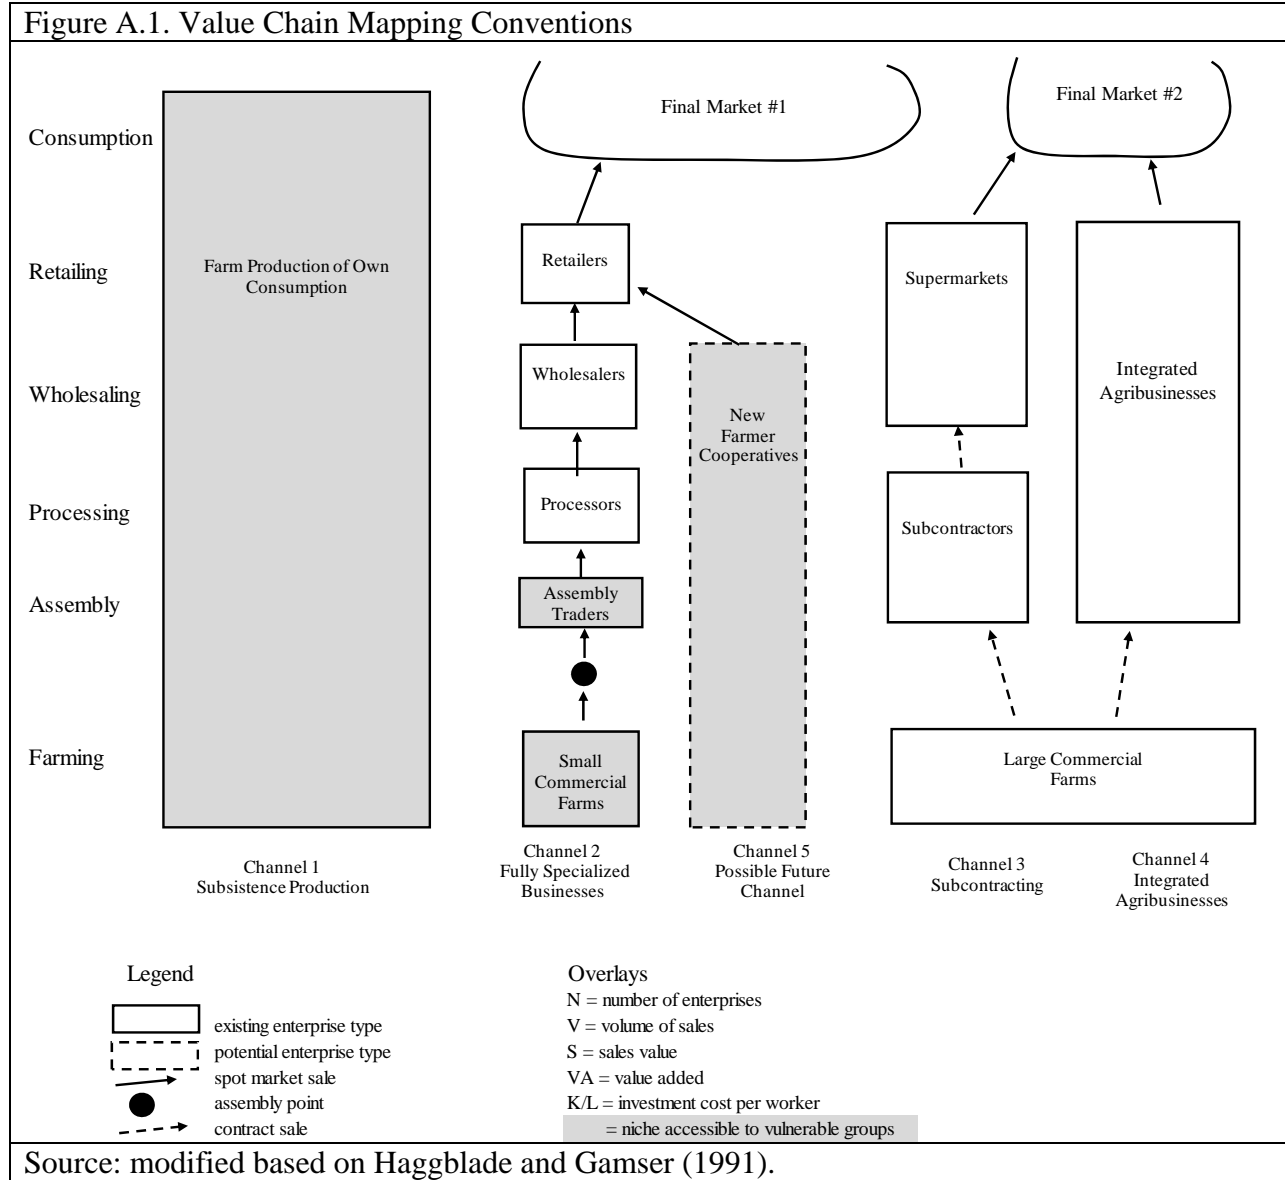 Figure A.1. Value Chain Mapping Conventions
Final Market #1
Final Market #2
Consumption
Retailing
Farm Production of Own
Consumption
Retailers
Supermarkets
Wholesaling
Wholesalers
New
Farmer
Cooperatives
Integrated
Agribusinesses
Processing
Processors
Subcontractors
Assembly
Assembly
Traders
Farming
Small
Commercial
Farms
Large Commercial
Farms
Channel 1
Subsistence Production
Channel 2
Fully Specialized
Businesses
Channel 5
Possible Future
Channel
Channel 3
Subcontracting
Channel 4
Integrated
Agribusinesses
Legend
existing enterprise type
potential enterprise type
spot market sale
assembly point
contract sale
Overlays
N = number of enterprises
V = volume of sales
S = sales value
VA = value added
K/L = investment cost per worker
= niche accessible to vulnerable groups
Source: modified based on Haggblade and Gamser (1991).